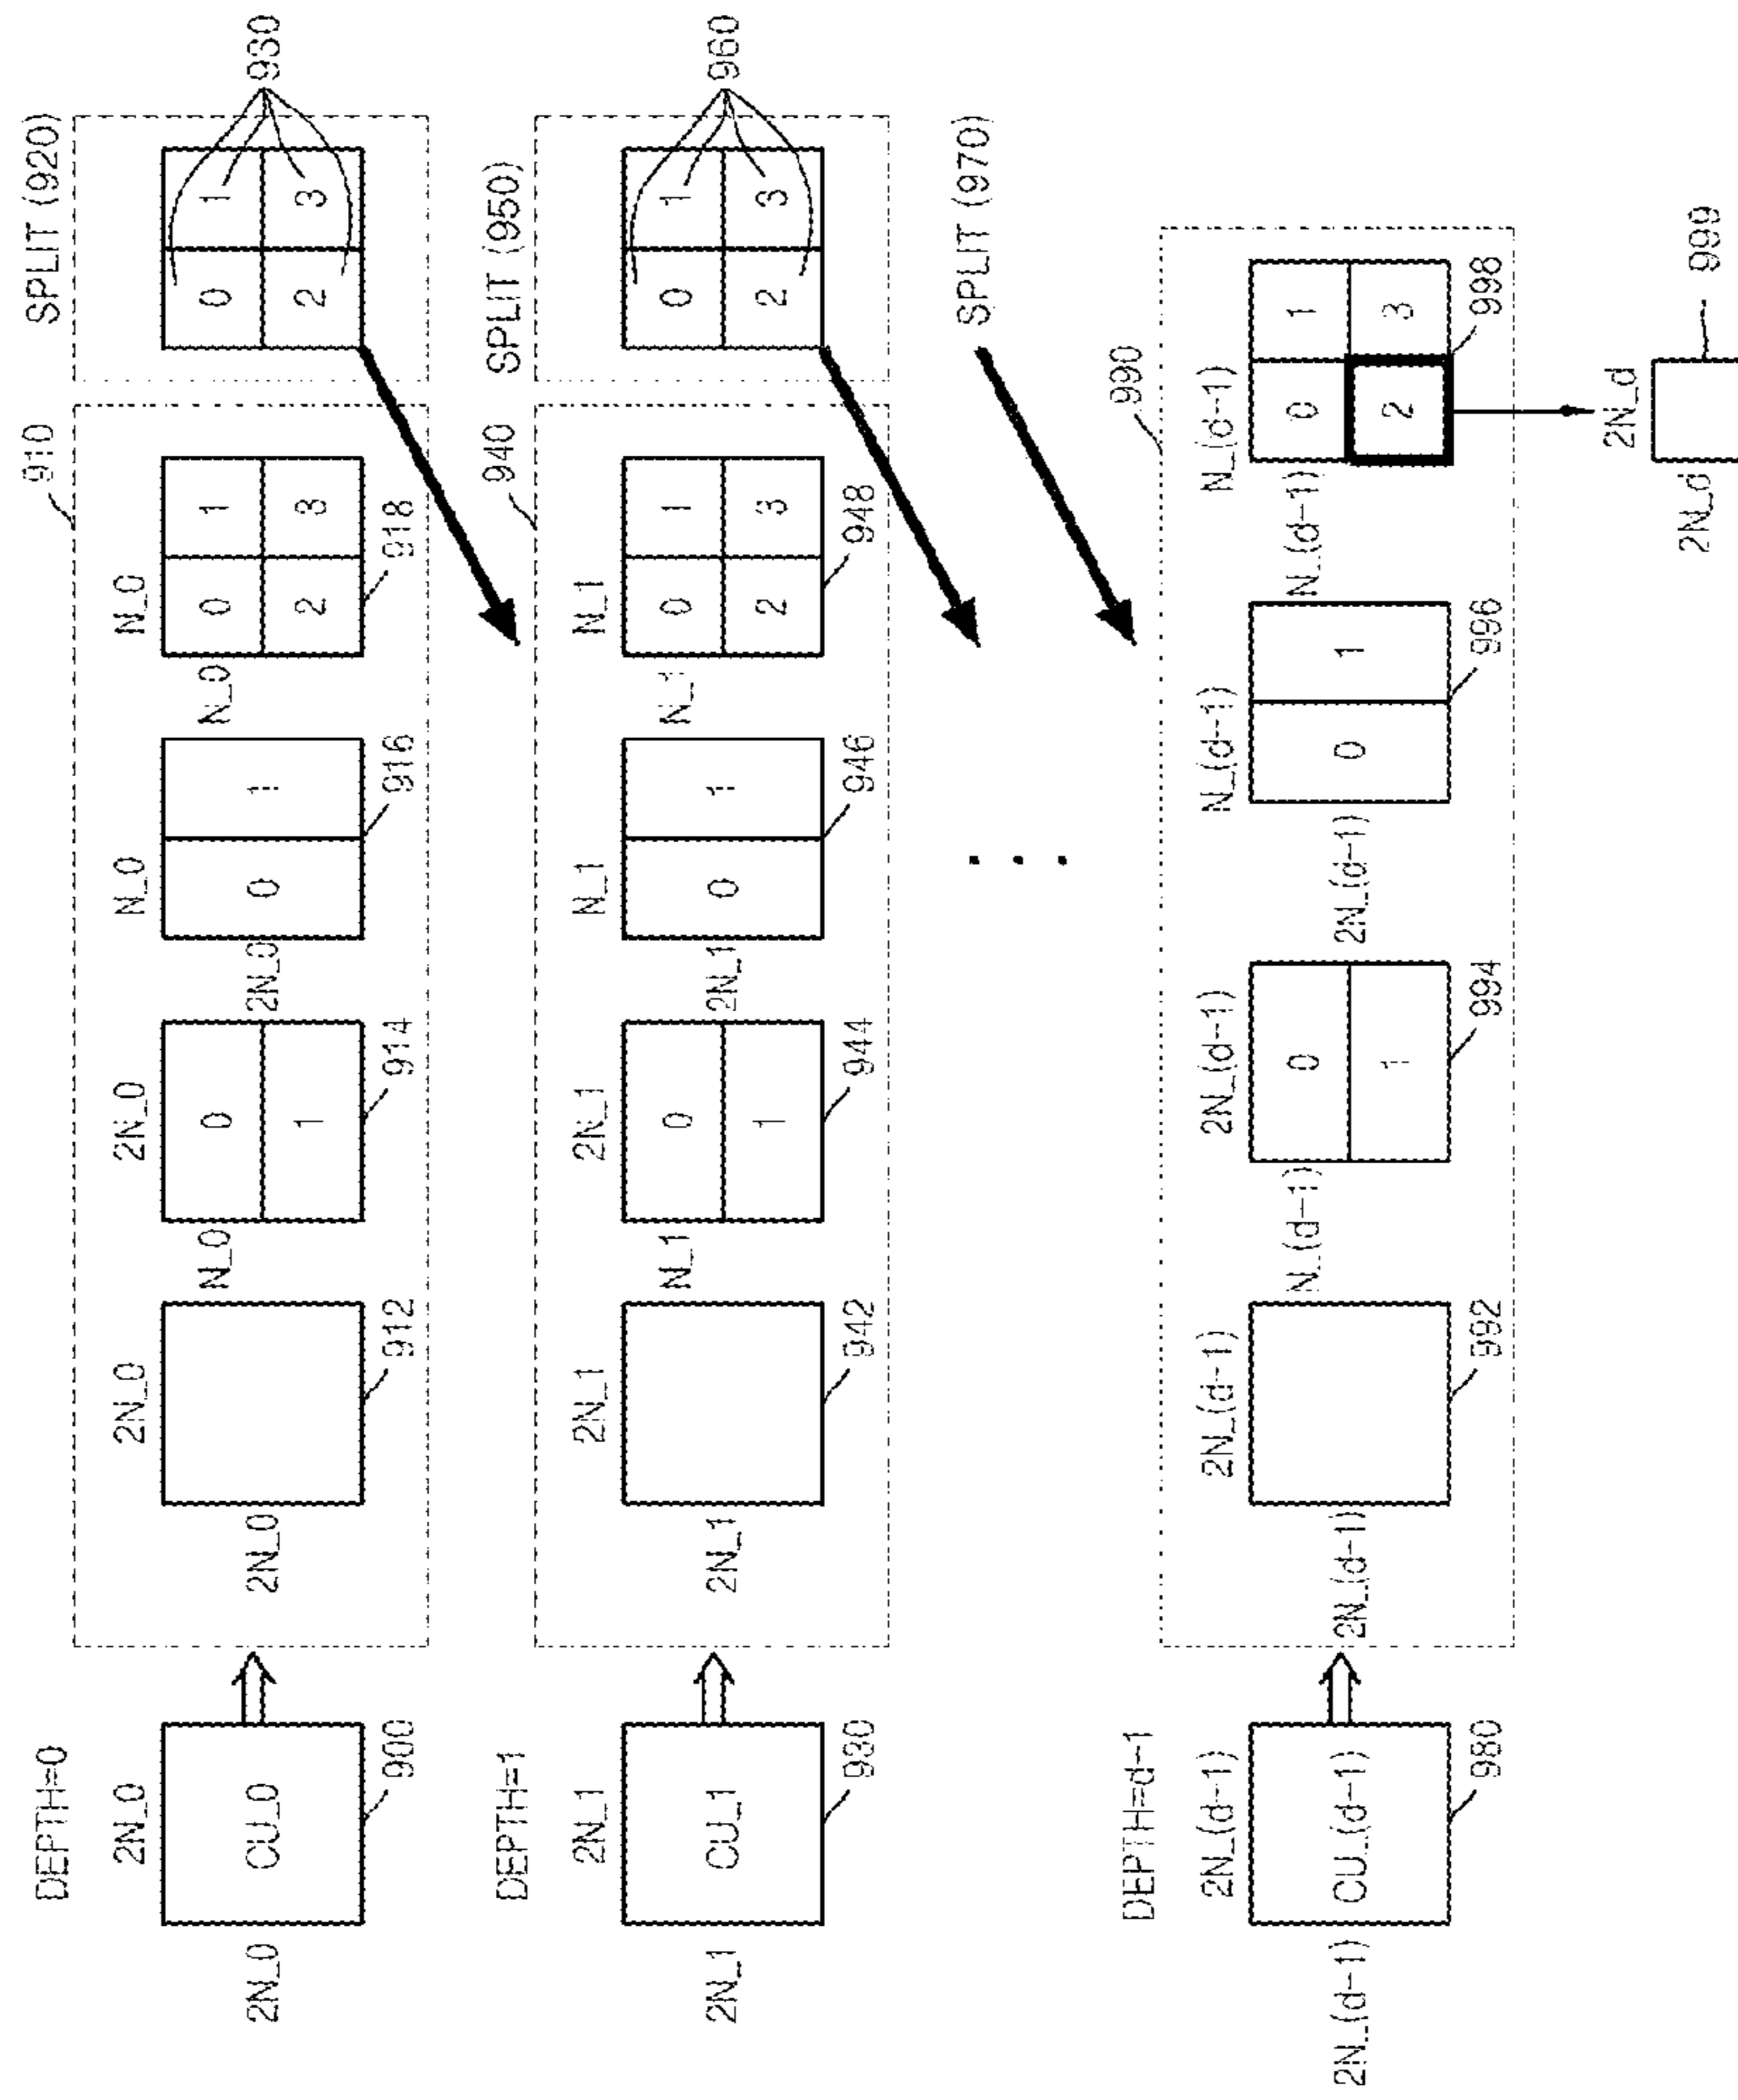 DEPTH=0
2N_0
2N_0
CU_0
900
910
2N_0
2N_0
912
2N_0
N_0
0
1
914
N_0
2N_0
0 1
916
N_0
N_0
0 1
2 3
918
SPLIT (920)
0 1
2 3
930
DEPTH=1
2N_1
2N_1
CU_1
930
940
2N_1
2N_1
942
2N_1
N_1
0
1
944
N_1
2N_1
0 1
946
N_1
N_1
0 1
2 3
948
SPLIT (950)
0 1
2 3
960
SPLIT (970)
DEPTH=d-1
2N_(d-1)
2N_(d-1)
CU_(d-1)
980
990
2N_(d-1)
2N_(d-1)
992
2N_(d-1)
N_(d-1)
0
1
994
N_(d-1)
2N_(d-1)
0 1
996
N_(d-1)
N_(d-1)
0 1
2 3
998
2N_d
2N_d
999